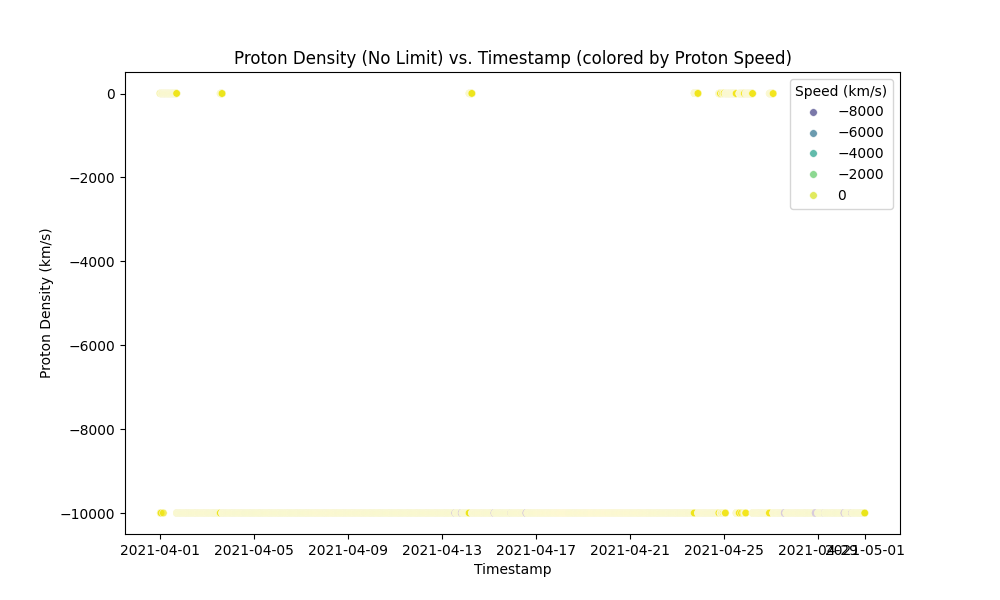 Proton Density (No Limit) vs. Timestamp (colored by Proton Speed)
Proton Density (km/s)
0
−2000
−4000
−6000
−8000
−10000
Speed (km/s)
−8000
−6000
−4000
−2000
0
2021-04-01 2021-04-05 2021-04-09 2021-04-13 2021-04-17 2021-04-21 2021-04-25 2021-04-29 2021-05-01
Timestamp